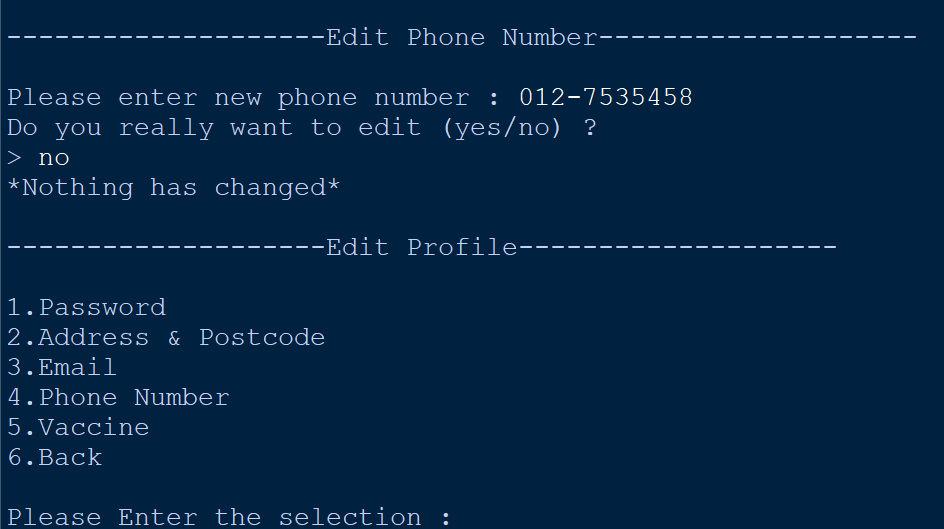 --------------------Edit Phone Number--------------------
Please enter new phone number : 012-7535458
Do you really want to edit (yes/no) ?
> no
*Nothing has changed*
--------------------Edit Profile--------------------
1.Password
2.Address & Postcode
3.Email
4.Phone Number
5.Vaccine
6.Back
Please Enter the selection :